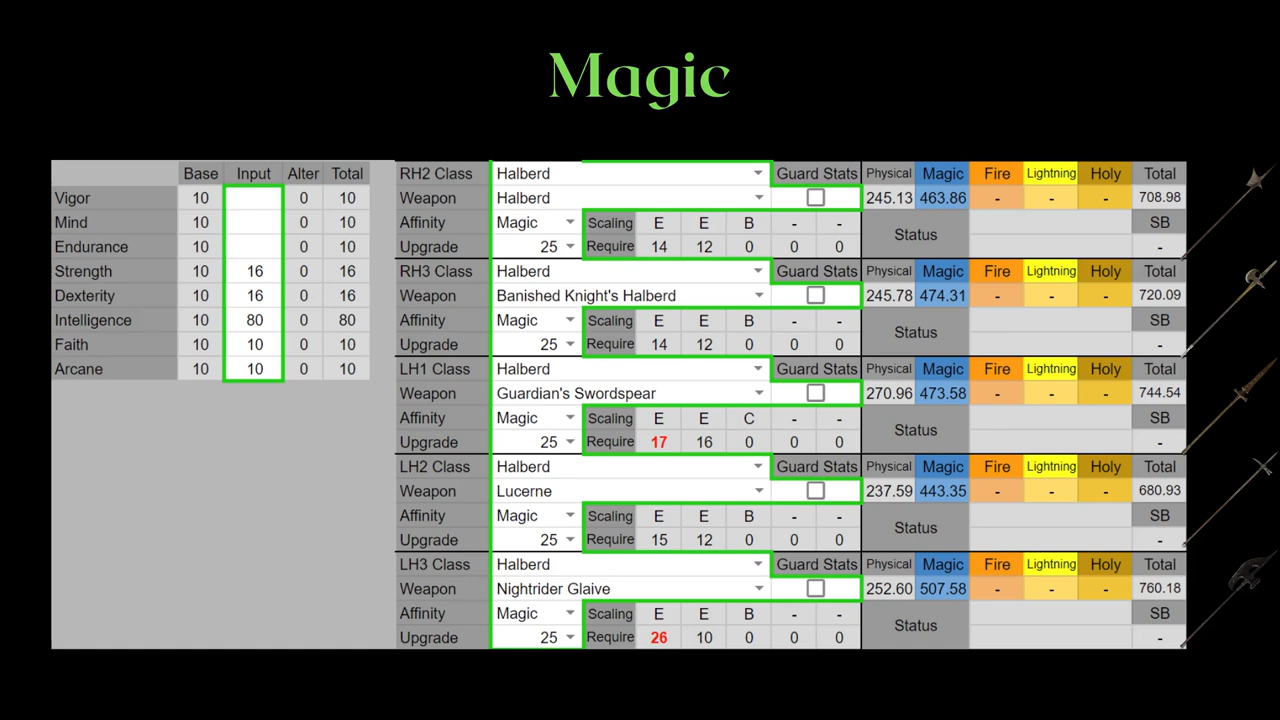 Magic
Base Input Alter Total
Vigor 10 0 10
Mind 10 0 10
Endurance 10 0 10
Strength 10 16 0 16
Dexterity 10 16 0 16
Intelligence 10 80 0 80
Faith 10 10 0 10
Arcane 10 10 0 10
RH2 Class Halberd Guard Stats Physical Magic Fire Lightning Holy Total
Weapon Halberd 245.13 463.86 - - - 708.98
Affinity Magic Scaling E E B - - Status SB
Upgrade 25 Require 14 12 0 0 0 -
RH3 Class Halberd Guard Stats Physical Magic Fire Lightning Holy Total
Weapon Banished Knight's Halberd 245.78 474.31 - - - 720.09
Affinity Magic Scaling E E B - - Status SB
Upgrade 25 Require 14 12 0 0 0 -
LH1 Class Halberd Guard Stats Physical Magic Fire Lightning Holy Total
Weapon Guardian's Swordspear 270.96 473.58 - - - 744.54
Affinity Magic Scaling E E C - - Status SB
Upgrade 25 Require 17 16 0 0 0 -
LH2 Class Halberd Guard Stats Physical Magic Fire Lightning Holy Total
Weapon Lucerne 237.59 443.35 - - - 680.93
Affinity Magic Scaling E E B - - Status SB
Upgrade 25 Require 15 12 0 0 0 -
LH3 Class Halberd Guard Stats Physical Magic Fire Lightning Holy Total
Weapon Nightrider Glaive 252.60 507.58 - - - 760.18
Affinity Magic Scaling E E B - - Status SB
Upgrade 25 Require 26 10 0 0 0 -